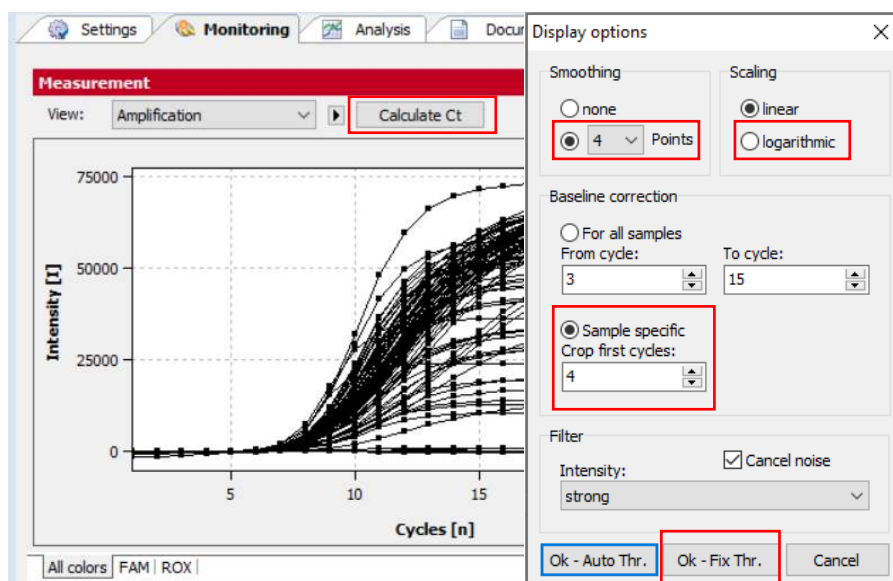 Settings
Monitoring
Analysis
Docur
Measurement
View:
Amplification
Calculate Ct
75000
50000
25000
0
Intensity [I]
5
10
15
Cycles [n]
All colors
FAM
ROX
Display options
Smoothing
none
4
Points
Scaling
linear
logarithmic
Baseline correction
For all samples
From cycle:
3
To cycle:
15
Sample specific
Crop first cycles:
4
Filter
Intensity:
Cancel noise
strong
Ok - Auto Thr.
Ok - Fix Thr.
Cancel